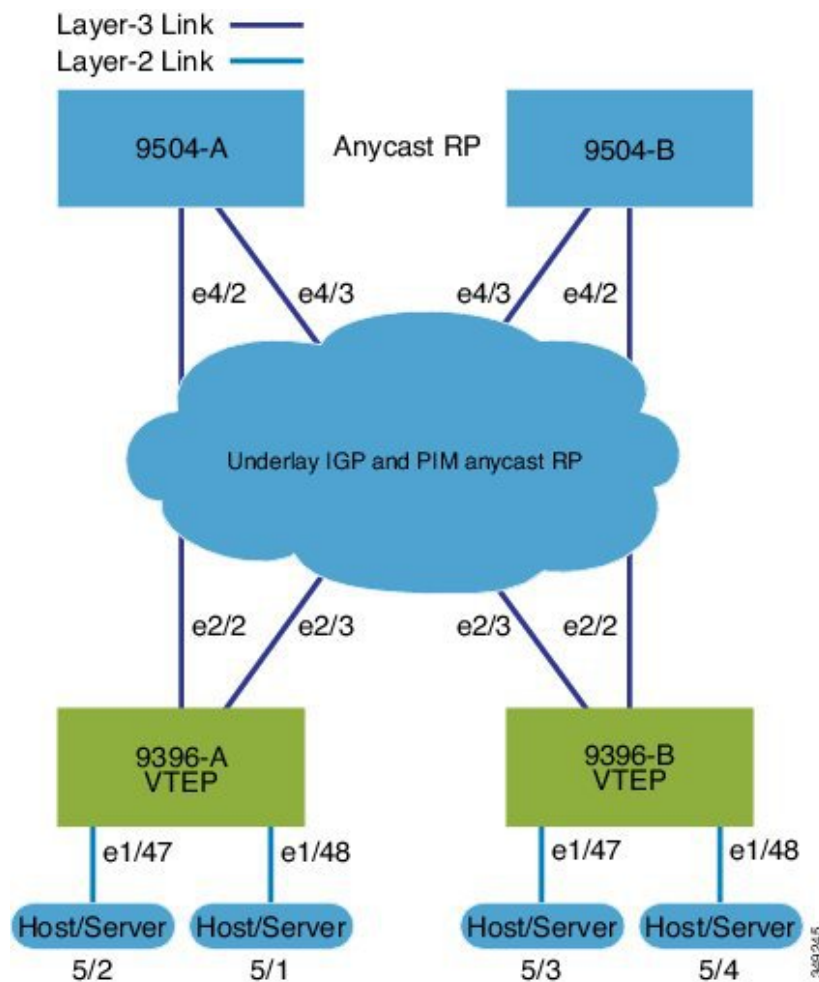 Layer-3 Link
Layer-2 Link
9504-A
Anycast RP
9504-B
e4/2
e4/3
e4/3
e4/2
Underlay IGP and PIM anycast RP
e2/2
e2/3
e2/3
e2/2
9396-A
VTEP
9396-B
VTEP
e1/47
e1/48
e1/47
e1/48
Host/Server
Host/Server
Host/Server
Host/Server
5/2
5/1
5/3
5/4
349245